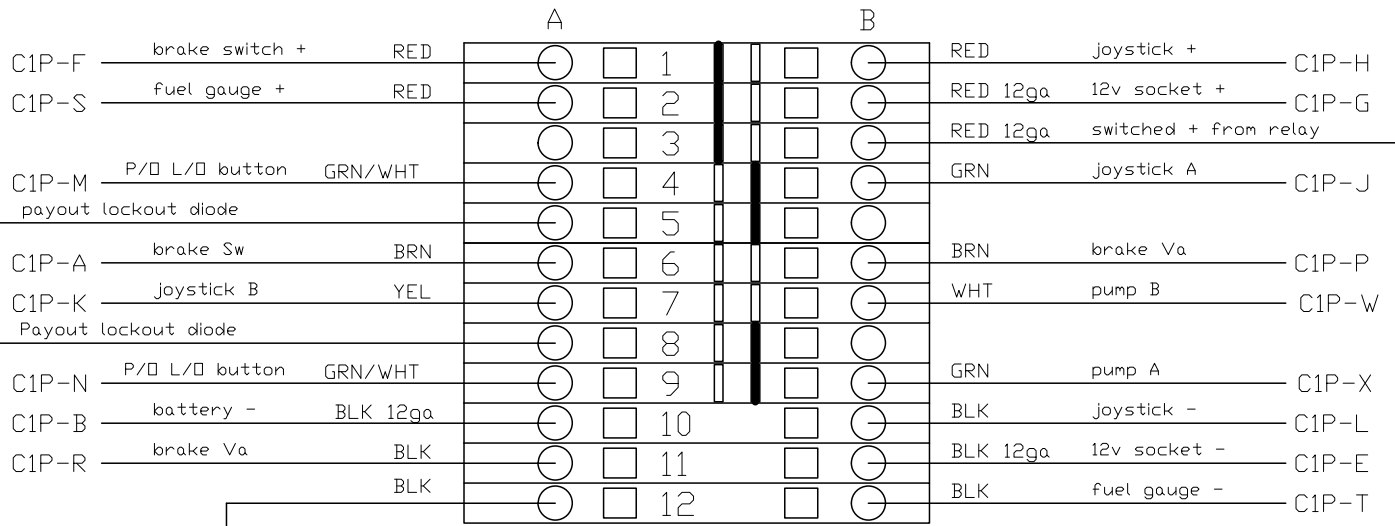 A B
C1P-F brake switch + RED 1 RED joystick + C1P-H
C1P-S fuel gauge + RED 2 RED 12ga 12v socket + C1P-G
3 RED 12ga switched + from relay
C1P-M P/O L/O button GRN/WHT 4 GRN joystick A C1P-J
payout lockout diode 5
C1P-A brake Sw BRN 6 BRN brake Va C1P-P
C1P-K joystick B YEL 7 WHT pump B C1P-W
Payout lockout diode 8
C1P-N P/O L/O button GRN/WHT 9 GRN pump A C1P-X
C1P-B battery - BLK 12ga 10 BLK joystick - C1P-L
C1P-R brake Va BLK 11 BLK 12ga 12v socket - C1P-E
BLK 12 BLK fuel gauge - C1P-T